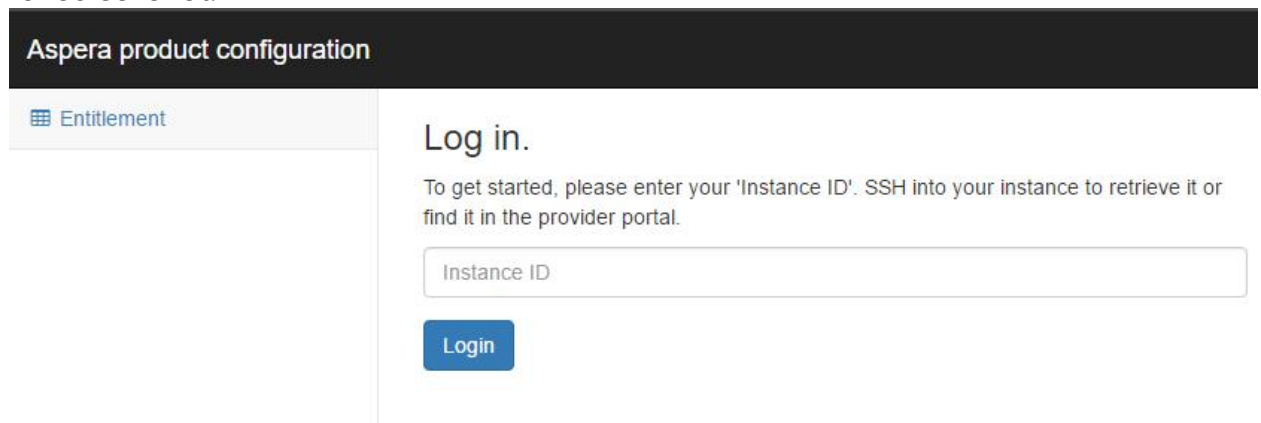 Aspera product configuration
Entitlement
Log in.
To get started, please enter your 'Instance ID'. SSH into your instance to retrieve it or
find it in the provider portal.
Instance ID
Login